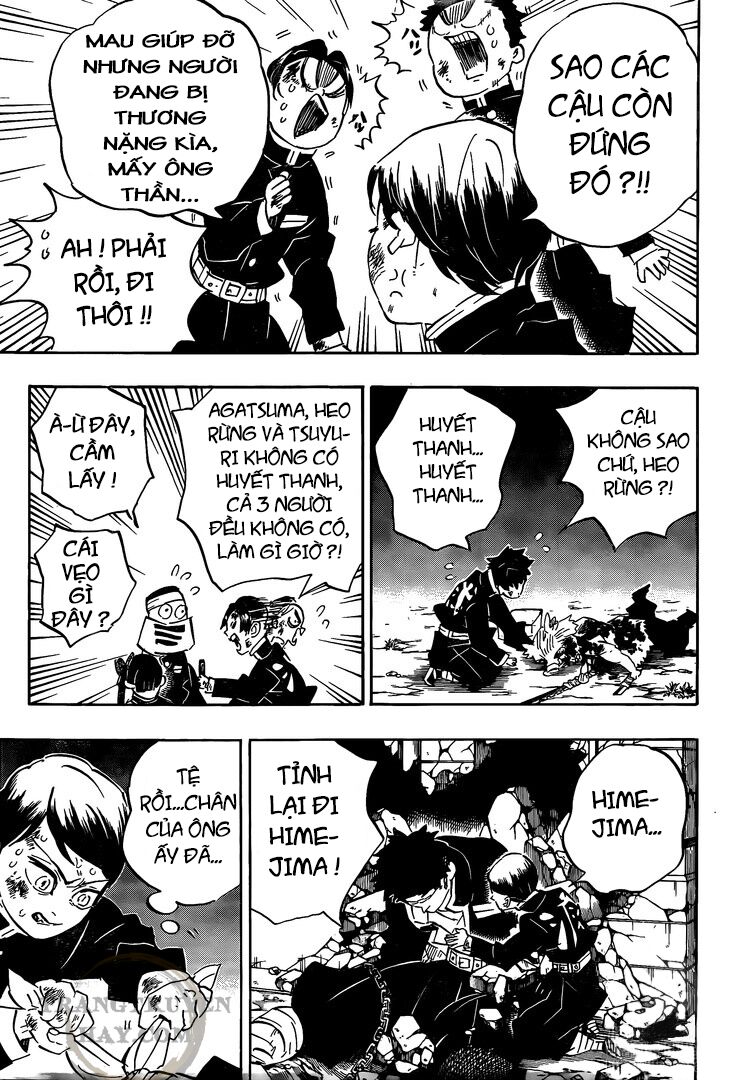 SAO CÁC
CẬU CÒN
ĐỨNG
ĐÓ ?!!
MAU GIÚP ĐỠ
NHƯNG NGƯỜI
ĐANG BỊ
THƯƠNG
NẶNG KÌA,
MẤY ÔNG
THẦN...
AH ! PHẢI
RỒI, ĐI
THÔI !!
CẬU
KHÔNG SAO
CHỨ, HEO
RỪNG ?!
HUYẾT
THANH...
HUYẾT
THANH...
AGATSUMA, HEO
RỪNG VÀ TSUYU-
RI KHÔNG CÓ
HUYẾT THANH,
CẢ 3 NGƯỜI
ĐỀU KHÔNG CÓ,
LÀM GÌ GIỜ ?!
À-Ừ ĐÂY,
CẦM
LẤY !
CÁI
VẸO
GÌ
ĐÂY ?
HIME-
JIMA...
TỈNH
LẠI ĐI
HIME-
JIMA !
TỆ
RỒI...CHÂN
CỦA ÔNG
ẤY ĐÃ...
TRANGTRUYEN
HAY.COM